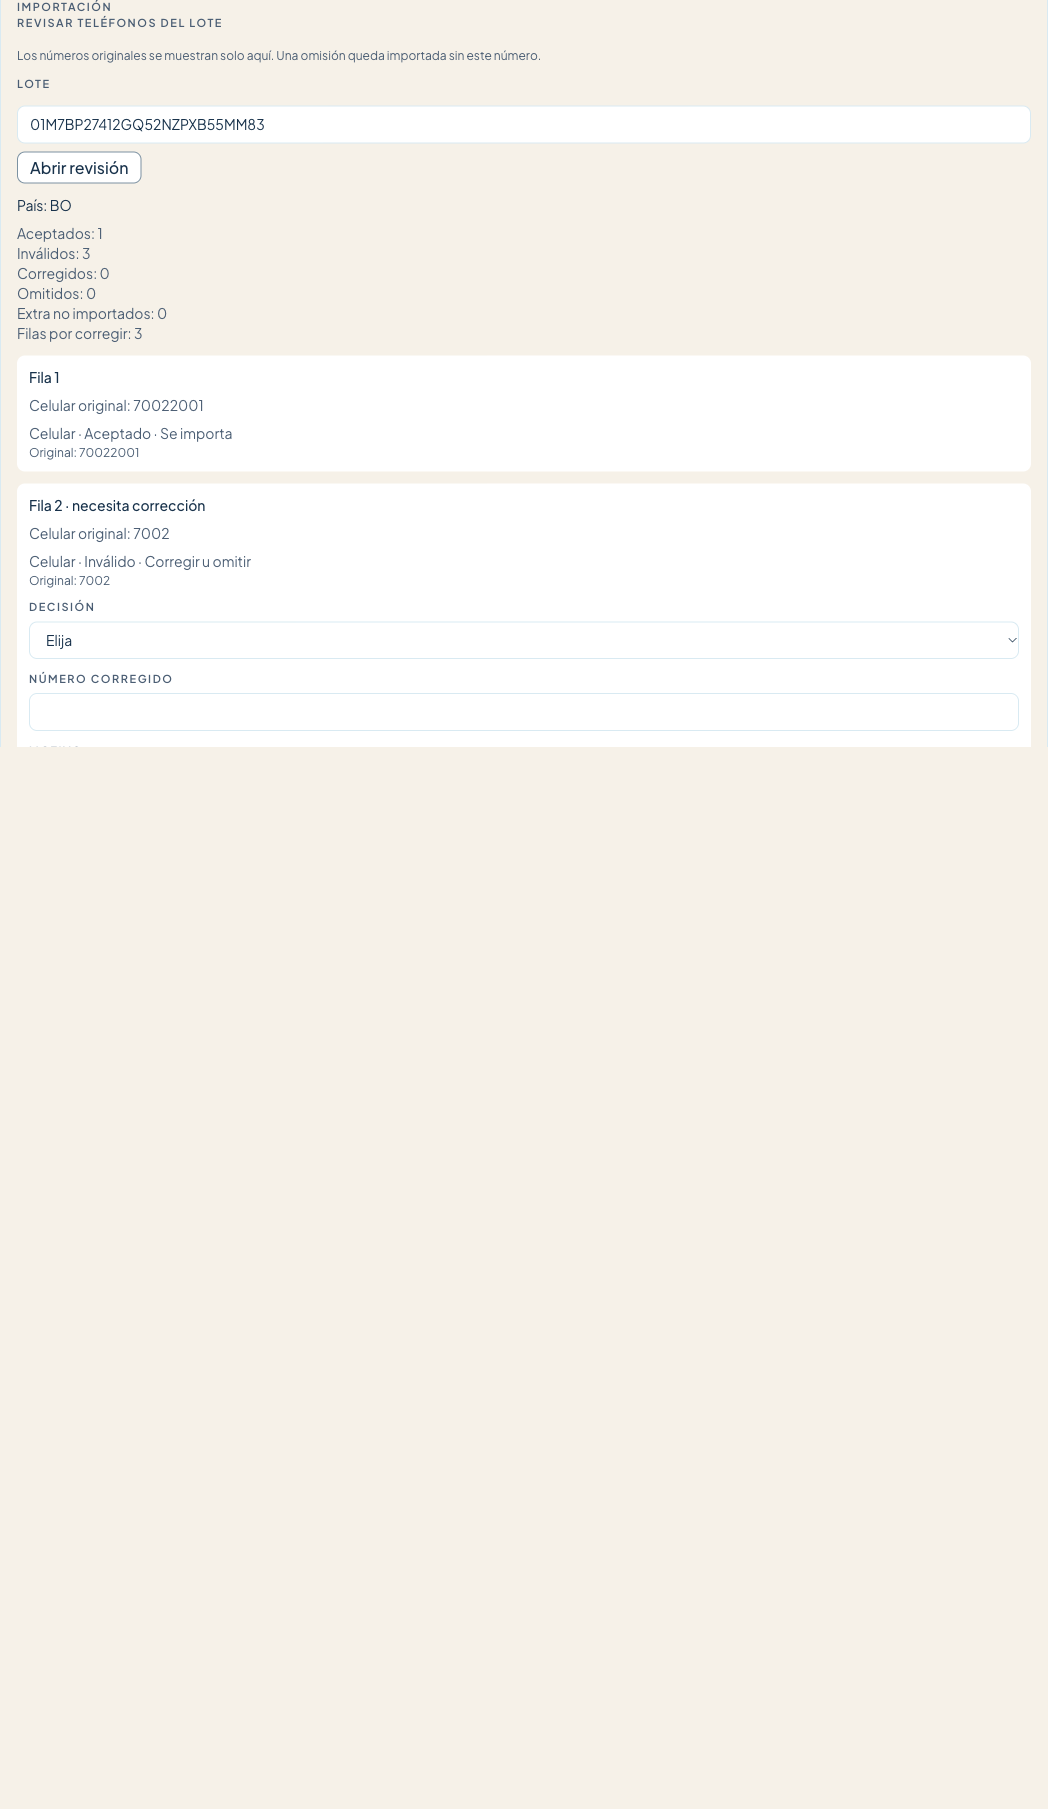 IMPORTACIÓN
REVISAR TELÉFONOS DEL LOTE
Los números originales se muestran solo aquí. Una omisión queda importada sin este número.
LOTE
01M7BP27412GQ52NZPXB55MM83
Abrir revisión
País: BO
Aceptados: 1
Inválidos: 3
Corregidos: 0
Omitidos: 0
Extra no importados: 0
Filas por corregir: 3
Fila 1
Celular original: 70022001
Celular · Aceptado · Se importa
Original: 70022001
Fila 2 · necesita corrección
Celular original: 7002
Celular · Inválido · Corregir u omitir
Original: 7002
DECISIÓN
Elija
NÚMERO CORREGIDO